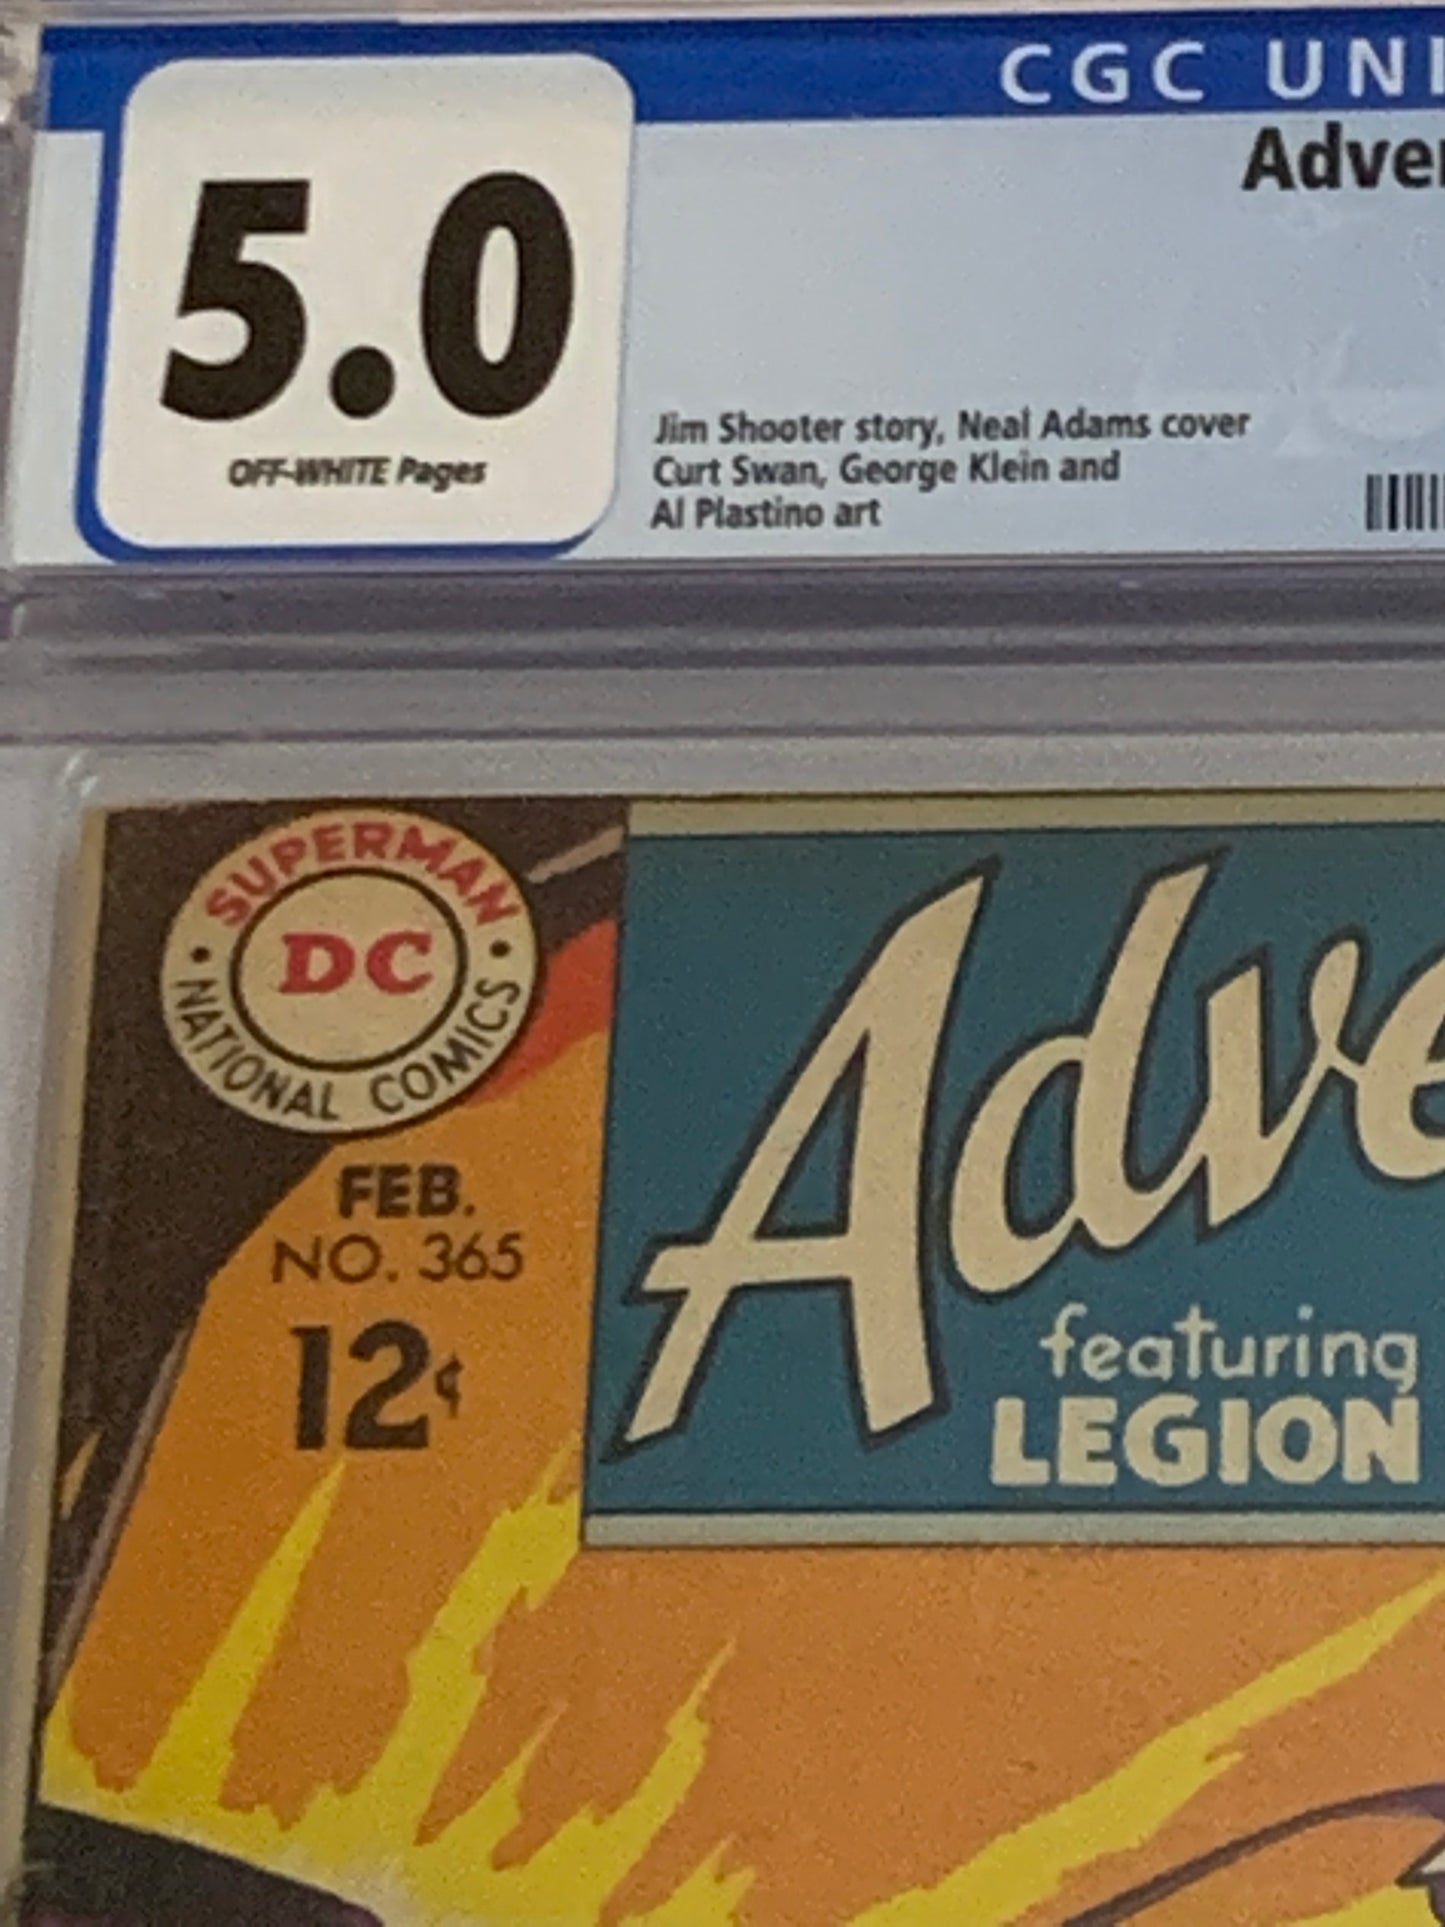 CGC UNI
Adver
5.0
OFF-WHITE Pages
Jim Shooter story, Neal Adams cover
Curt Swan, George Klein and
Al Plastino art
SUPERMAN
DC
• NATIONAL COMICS •
FEB.
NO. 365
12¢
Adve
featuring
LEGION